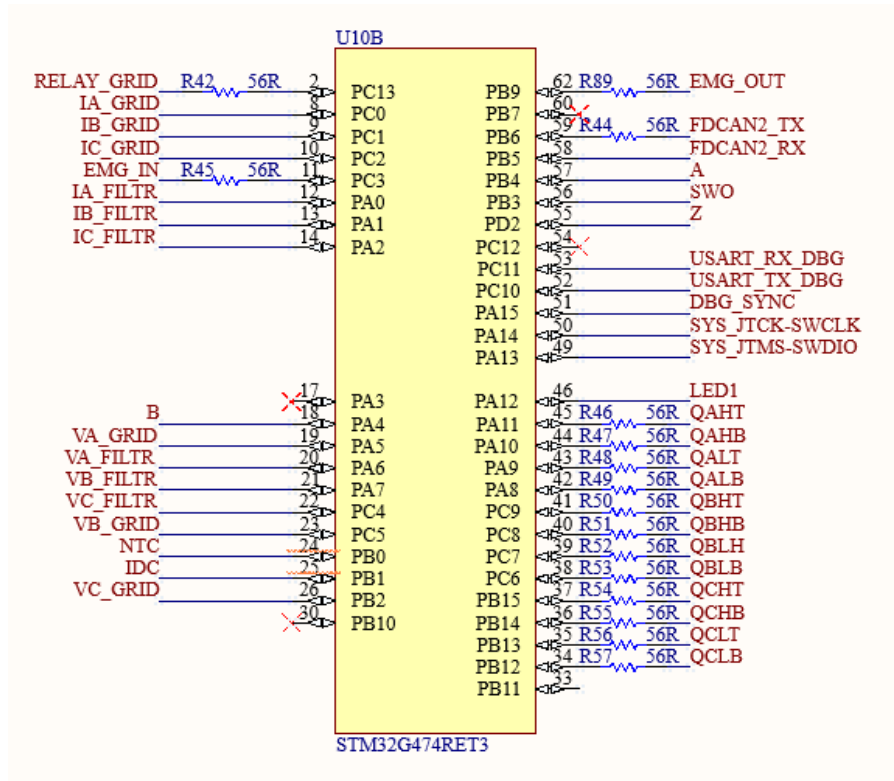 U10B
RELAY_GRID R42 56R 2 PC13 PB9 62 R89 56R EMG_OUT
IA_GRID 8 PC0 PB7 60
IB_GRID 9 PC1 PB6 59 R44 56R FDCAN2_TX
IC_GRID 10 PC2 PB5 58 FDCAN2_RX
EMG_IN R45 56R 11 PC3 PB4 57 A
IA_FILTR 12 PA0 PB3 56 SWO
IB_FILTR 13 PA1 PD2 55 Z
IC_FILTR 14 PA2 PC12 54
PC11 53 USART_RX_DBG
PC10 52 USART_TX_DBG
PA15 51 DBG_SYNC
PA14 50 SYS_JTCK-SWCLK
PA13 49 SYS_JTMS-SWDIO
17 PA3 PA12 46 LED1
B 18 PA4 PA11 45 R46 56R QAHT
VA_GRID 19 PA5 PA10 44 R47 56R QAHB
VA_FILTR 20 PA6 PA9 43 R48 56R QALT
VB_FILTR 21 PA7 PA8 42 R49 56R QALB
VC_FILTR 22 PC4 PC9 41 R50 56R QBHT
VB_GRID 23 PC5 PC8 40 R51 56R QBHB
NTC 24 PB0 PC7 39 R52 56R QBLH
IDC 25 PB1 PC6 38 R53 56R QBLB
VC_GRID 26 PB2 PB15 37 R54 56R QCHT
30 PB10 PB14 36 R55 56R QCHB
PB13 35 R56 56R QCLT
PB12 34 R57 56R QCLB
PB11 33
STM32G474RET3